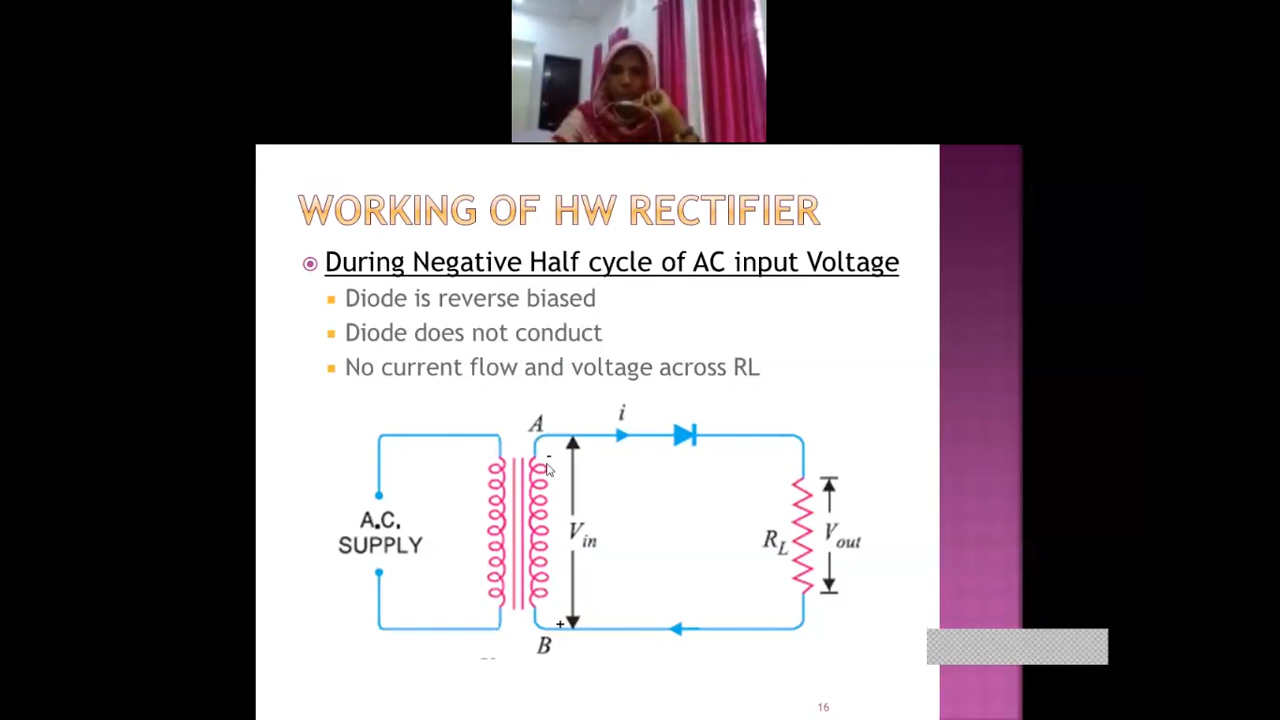 WORKING OF HW RECTIFIER
During Negative Half cycle of AC input Voltage
Diode is reverse biased
Diode does not conduct
No current flow and voltage across RL
A
i
-
A.C.
SUPPLY
Vin
RL
Vout
+
B
16